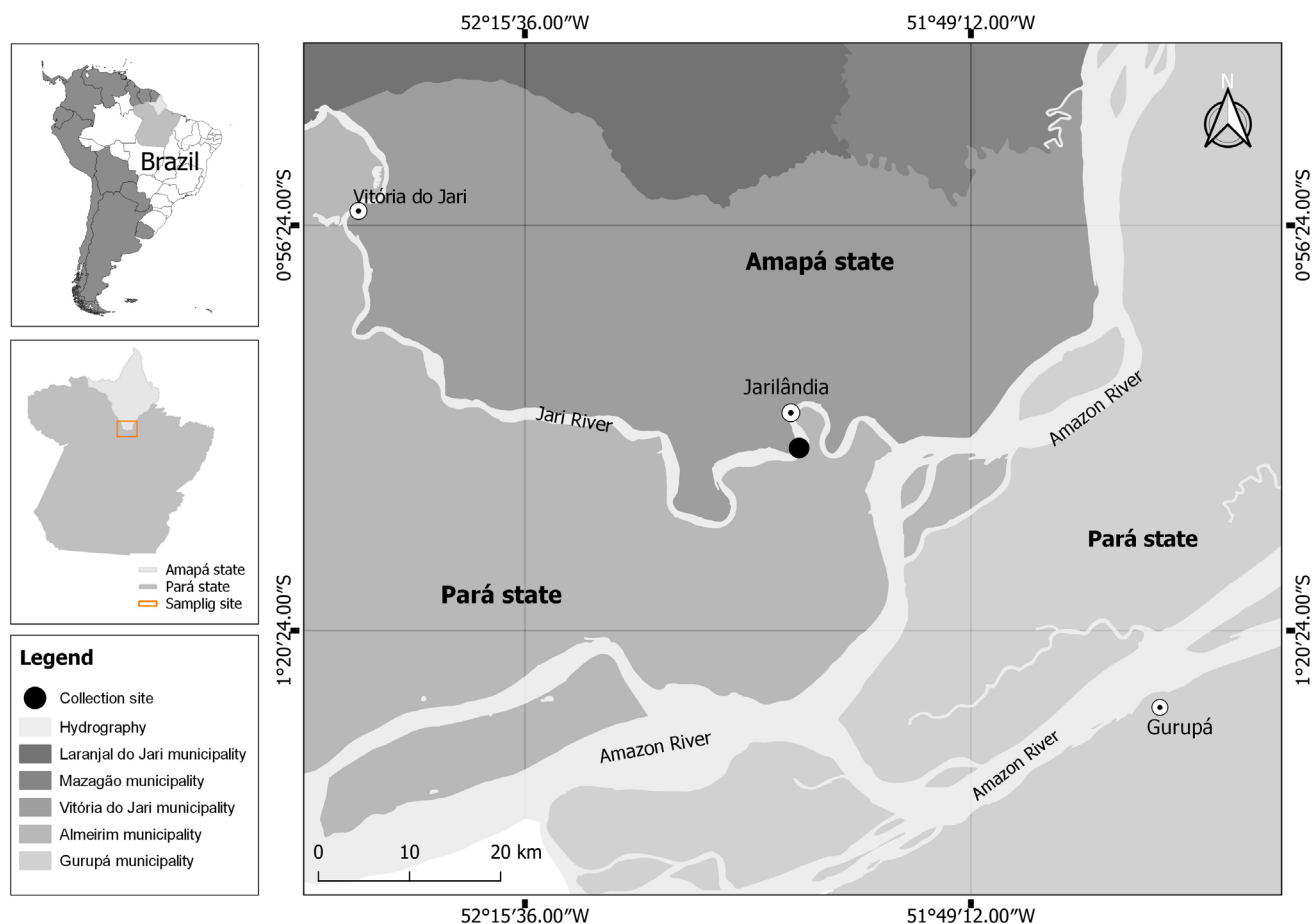 52°15′36.00″W
51°49′12.00″W
Brazil
N
0°56′24.00″S
0°56′24.00″S
Vitória do Jari
Amapá state
Jarilândia
Jari River
Amazon River
Pará state
Pará state
Amapá state
Pará state
Samplig site
1°20′24.00″S
1°20′24.00″S
Legend
Collection site
Hydrography
Laranjal do Jari municipality
Mazagão municipality
Vitória do Jari municipality
Almeirim municipality
Gurupá municipality
Amazon River
Amazon River
Gurupá
0 10 20 km
52°15′36.00″W
51°49′12.00″W